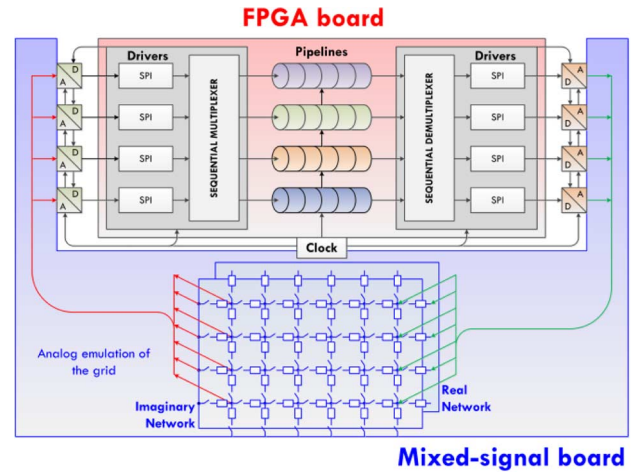 FPGA board
Drivers
Pipelines
Drivers
A D
SPI
SPI
D A
A D
SPI
SPI
D A
A D
SPI
SPI
D A
A D
SPI
SPI
D A
SEQUENTIAL MULTIPLEXER
SEQUENTIAL DEMULTIPLEXER
Clock
Analog emulation of
the grid
Imaginary
Network
Real
Network
Mixed-signal board